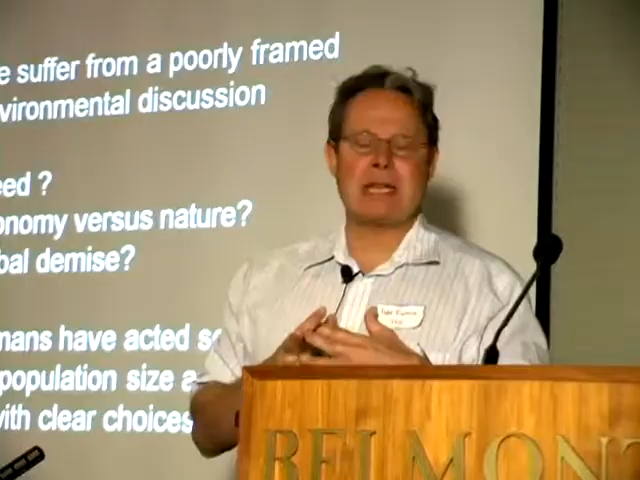 e suffer from a poorly framed
vironmental discussion
eed ?
onomy versus nature?
bal demise?
mans have acted s
population size a
with clear choices
BELMONT